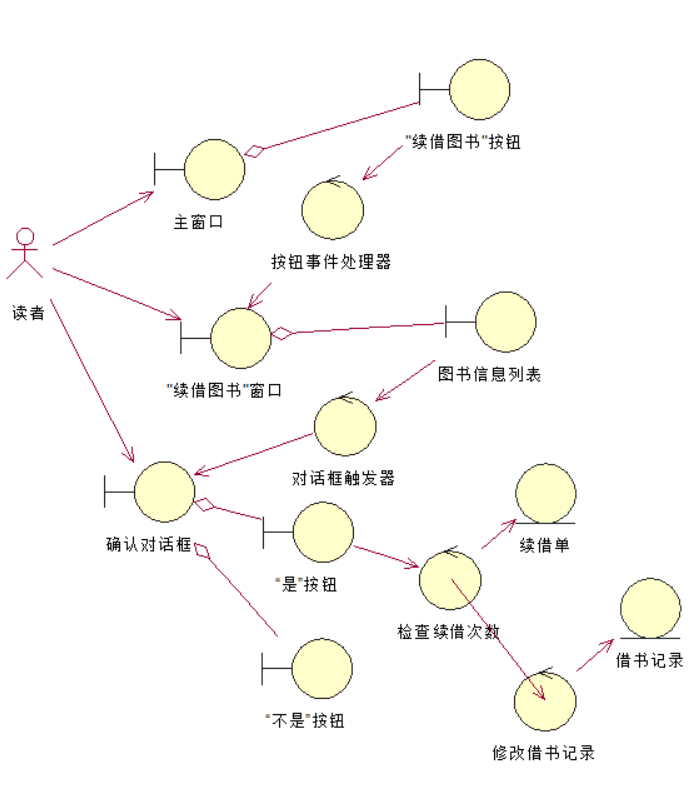 "续借图书"按钮
主窗口
按钮事件处理器
读者
图书信息列表
"续借图书"窗口
对话框触发器
确认对话框
续借单
“是”按钮
检查续借次数
借书记录
“不是”按钮
修改借书记录